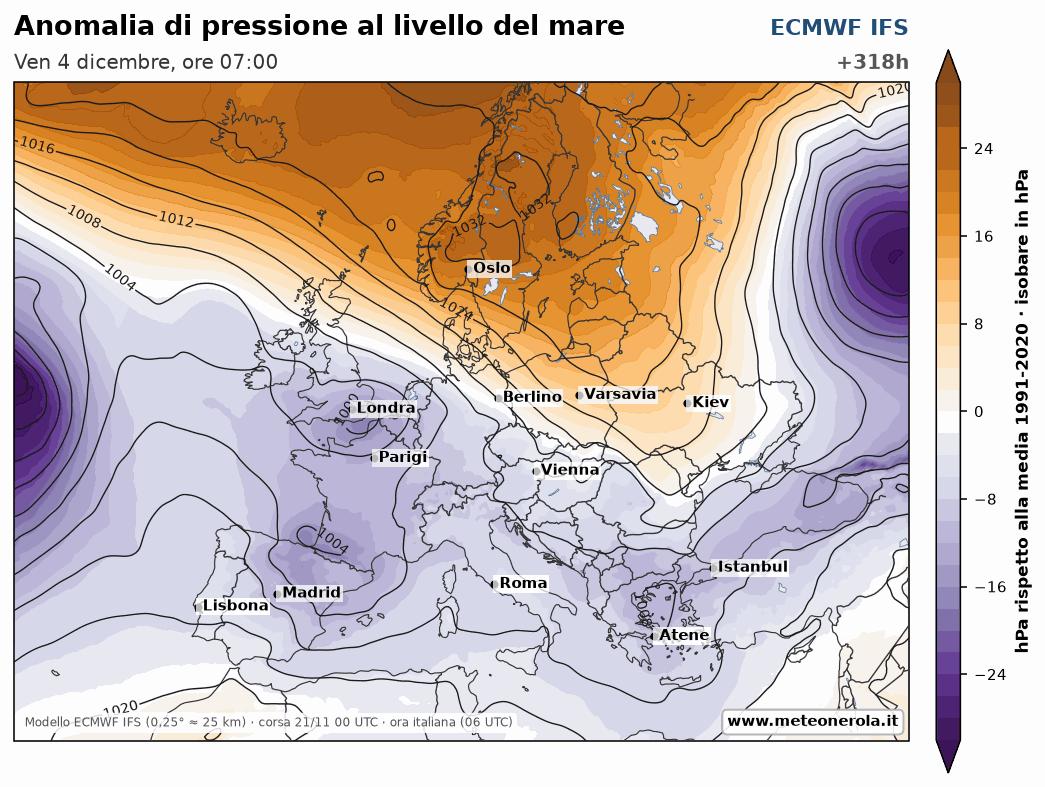 Anomalia di pressione al livello del mare
ECMWF IFS
Ven 4 dicembre, ore 07:00
+318h
1020
1016
1008
1012
1004
1032
1024
Oslo
Berlino
Varsavia
Kiev
Londra
Parigi
Vienna
1004
Madrid
Lisbona
Roma
Istanbul
Atene
1020
Modello ECMWF IFS (0,25° ≈ 25 km) · corsa 21/11 00 UTC · ora italiana (06 UTC)
www.meteonerola.it
24
16
8
0
−8
−16
−24
hPa rispetto alla media 1991-2020 · isobare in hPa